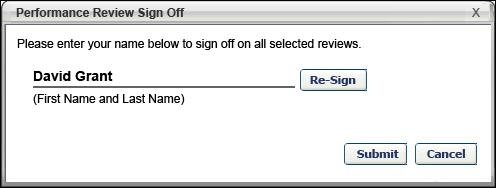 Performance Review Sign Off X
Please enter your name below to sign off on all selected reviews.
David Grant Re-Sign
(First Name and Last Name)
Submit Cancel